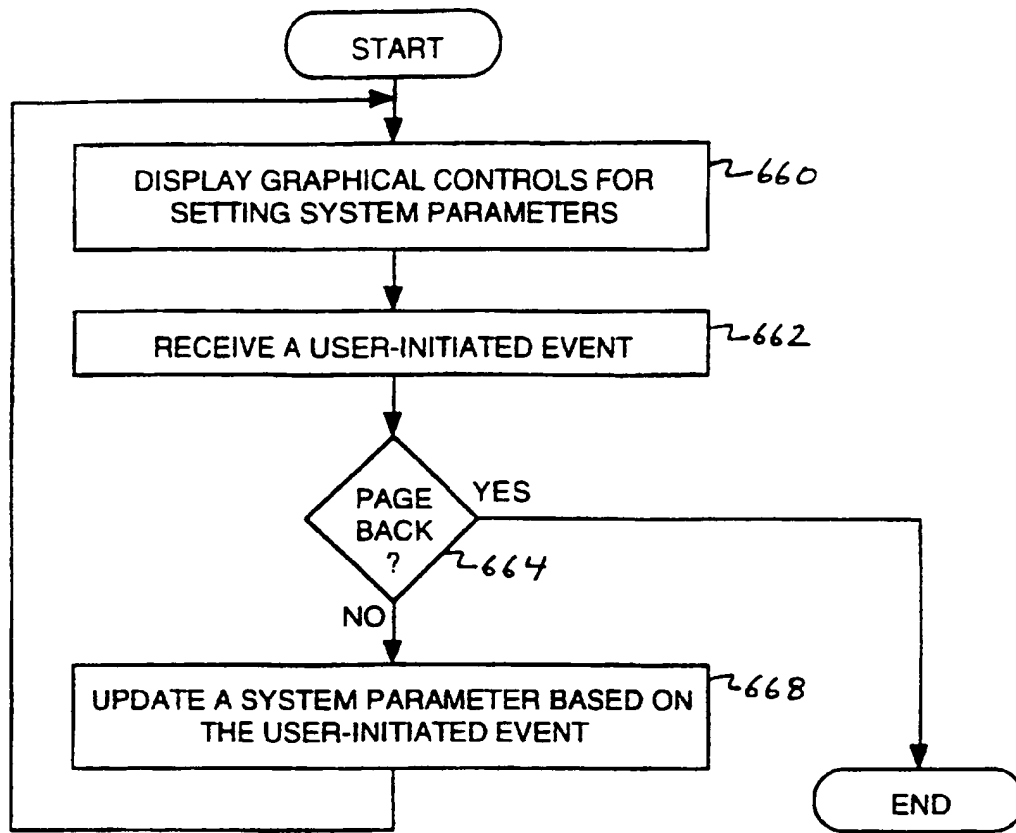 START
DISPLAY GRAPHICAL CONTROLS FOR
SETTING SYSTEM PARAMETERS
660
RECEIVE A USER-INITIATED EVENT
662
PAGE
BACK
?
YES
664
NO
UPDATE A SYSTEM PARAMETER BASED ON
THE USER-INITIATED EVENT
668
END